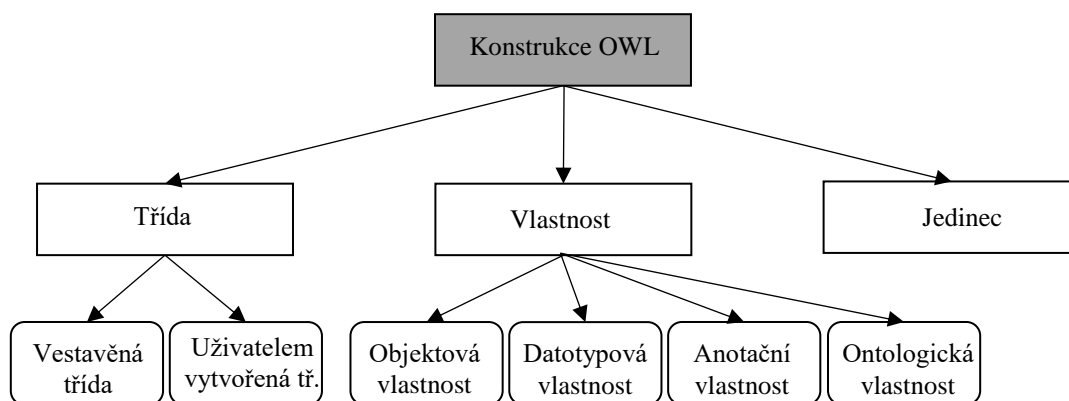 Konstrukce OWL
Třída
Vlastnost
Jedinec
Vestavěná
třída
Uživatelem
vytvořená tř.
Objektová
vlastnost
Datotypová
vlastnost
Anotační
vlastnost
Ontologická
vlastnost